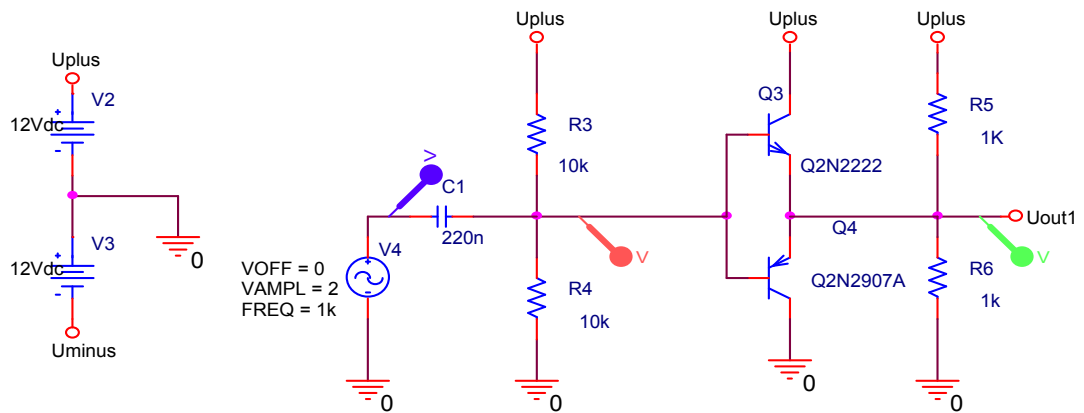 Uplus
V2
12Vdc
+
-
0
V3
12Vdc
+
-
Uminus
V
C1
220n
V4
+
-
VOFF = 0
VAMPL = 2
FREQ = 1k
0
Uplus
R3
10k
V
R4
10k
0
Uplus
Q3
Q2N2222
Q4
Q2N2907A
0
Uplus
R5
1K
Uout1
V
R6
1k
0